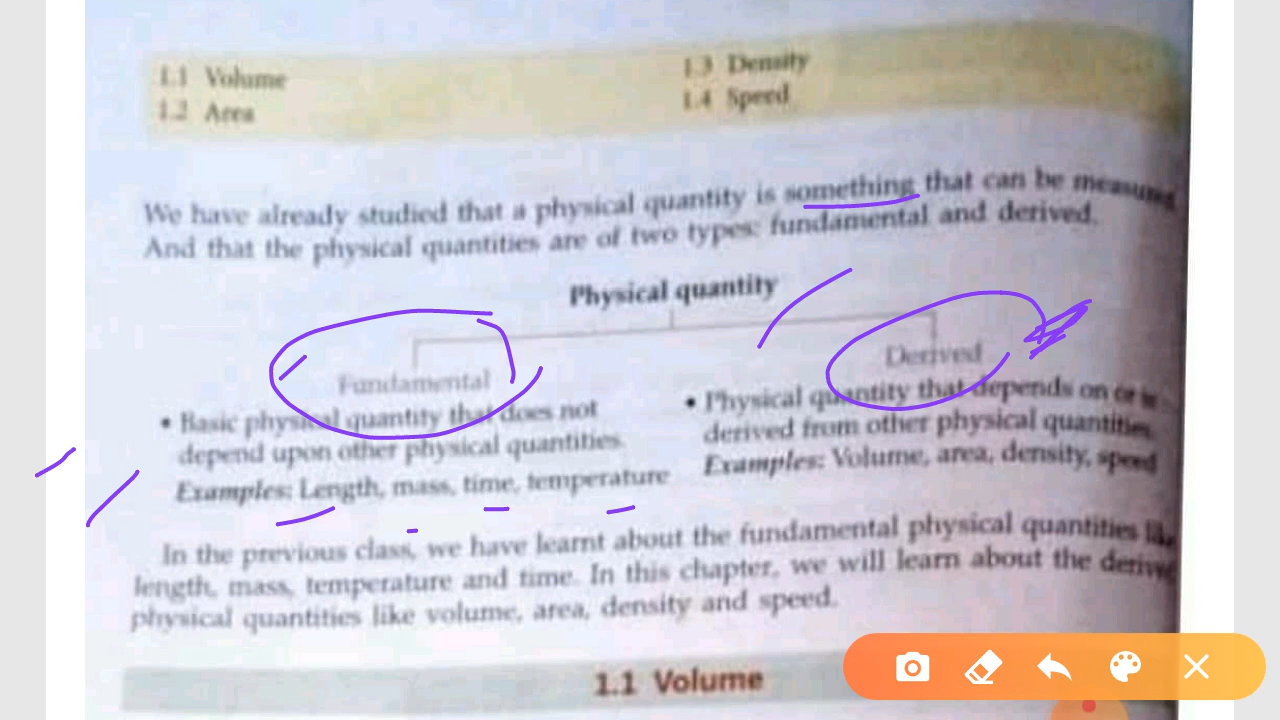 1.1 Volume
1.2 Area
1.3 Density
1.4 Speed
We have already studied that a physical quantity is something that can be measured
And that the physical quantities are of two types: fundamental and derived.
Physical quantity
Fundamental
• Basic physical quantity that does not
depend upon other physical quantities.
Examples: Length, mass, time, temperature
Derived
• Physical quantity that depends on or is
derived from other physical quantities.
Examples: Volume, area, density, speed
In the previous class, we have learnt about the fundamental physical quantities
length, mass, temperature and time. In this chapter, we will learn about the
physical quantities like volume, area, density and speed.
1.1 Volume